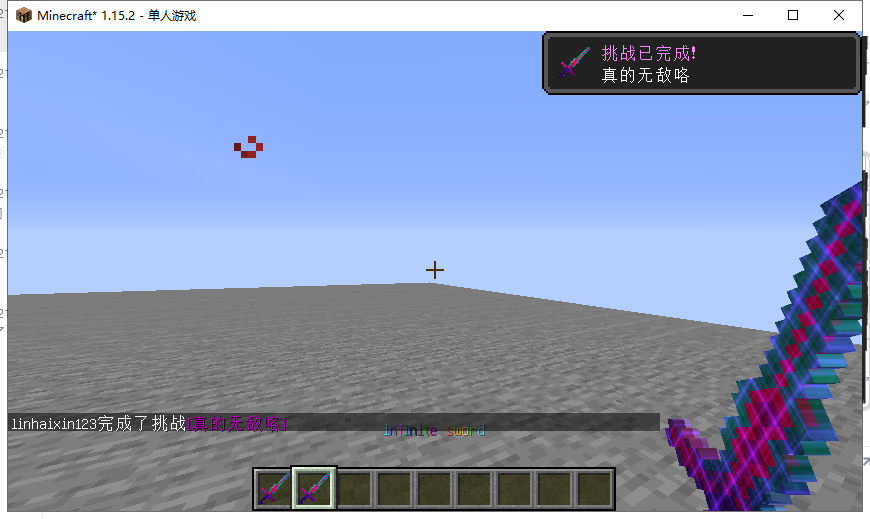 Minecraft* 1.15.2 - 单人游戏
挑战已完成!
真的无敌咯
linhaixin123完成了挑战[真的无敌咯]
infinite sword